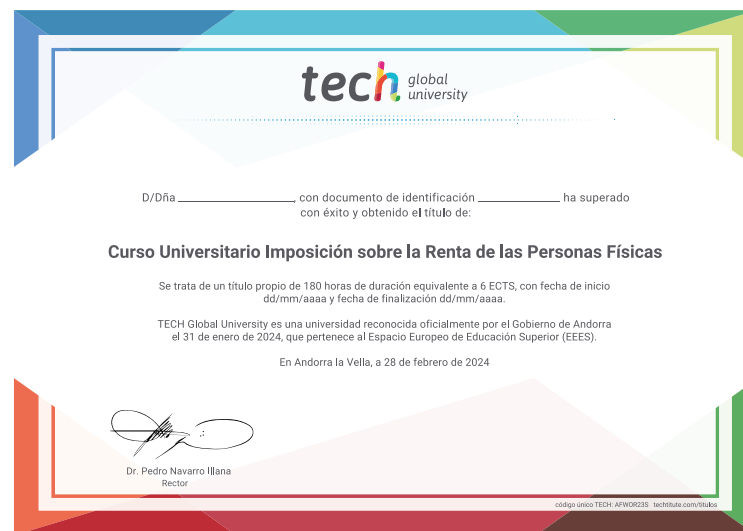 tech global university
D/Dña ____________, con documento de identificación ____________ ha superado
con éxito y obtenido el título de:
Curso Universitario Imposición sobre la Renta de las Personas Físicas
Se trata de un título propio de 180 horas de duración equivalente a 6 ECTS, con fecha de inicio
dd/mm/aaaa y fecha de finalización dd/mm/aaaa.
TECH Global University es una universidad reconocida oficialmente por el Gobierno de Andorra
el 31 de enero de 2024, que pertenece al Espacio Europeo de Educación Superior (EEES).
En Andorra la Vella, a 28 de febrero de 2024
Dr. Pedro Navarro Illana
Rector
código único TECH: AFWOR23S techtitute.com/titulos